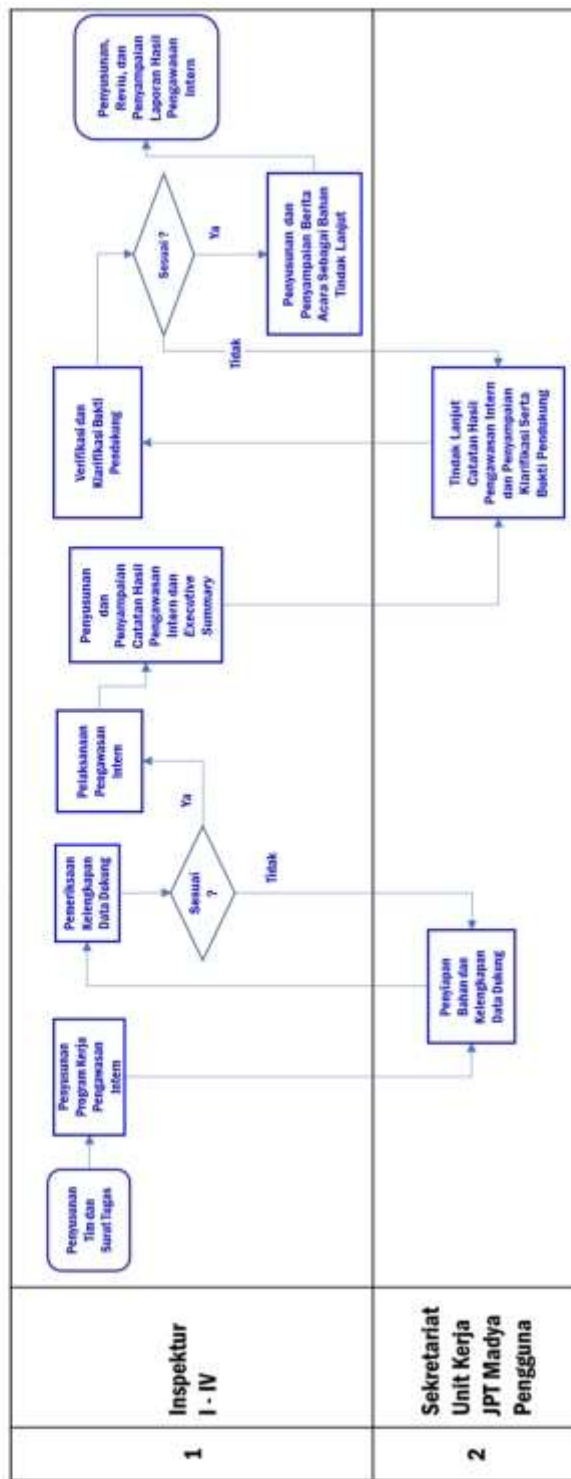 1
Inspektur
I - IV
Penyusunan
Tim dan
Surat Tugas
Penyusunan
Program Kerja
Pengawasan
Intern
Pemeriksaan
Kelengkapan
Data Dukung
Sesuai
?
Ya
Tidak
Pelaksanaan
Pengawasan
Intern
Penyusunan
dan
Penyampaian
Catatan Hasil
Pengawasan
Intern dan Executive
Summary
Verifikasi dan
Klarifikasi Bukti
Pendukung
Sesuai ?
Ya
Tidak
Penyusunan dan
Penyampaian Berita
Acara Sebagai Bahan
Tindak Lanjut
Penyusunan,
Reviu, dan
Penyampaian
Laporan Hasil
Pengawasan
Intern
2
Sekretariat
Unit Kerja
JPT Madya
Pengguna
Penyiapan
Bahan dan
Kelengkapan
Data Dukung
Tindak Lanjut
Catatan Hasil
Pengawasan Intern
dan Penyampaian
Klarifikasi Serta
Bukti Pendukung